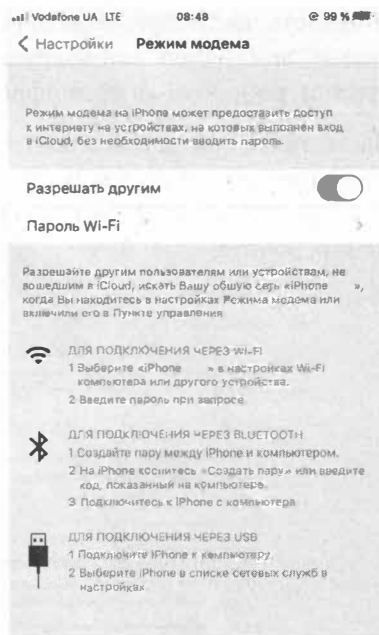 Vodafone UA LTE 08:48 @ 99 %
Настройки Режим модема
Режим модема на iPhone может предоставить доступ
к интернету на устройствах, на которых выполнен вход
в iCloud, без необходимости вводить пароль.
Разрешать другим
Пароль Wi-Fi
Разрешайте другим пользователям или устройствам, не
вошедшим в iCloud, искать Вашу общую сеть «iPhone »,
когда Вы находитесь в настройках Режима модема или
включили его в Пункте управления
ДЛЯ ПОДКЛЮЧЕНИЯ ЧЕРЕЗ WI-FI
1 Выберите «iPhone » в настройках Wi-Fi
компьютера или другого устройства.
2 Введите пароль при запросе
ДЛЯ ПОДКЛЮЧЕНИЯ ЧЕРЕЗ BLUETOOTH
1 Создайте пару между iPhone и компьютером.
2 На iPhone коснитесь «Создать пару» или введите
код, показанный на компьютере.
3 Подключитесь к iPhone с компьютера
ДЛЯ ПОДКЛЮЧЕНИЯ ЧЕРЕЗ USB
1 Подключите iPhone к компьютеру.
2 Выберите iPhone в списке сетевых служб в
настройках.